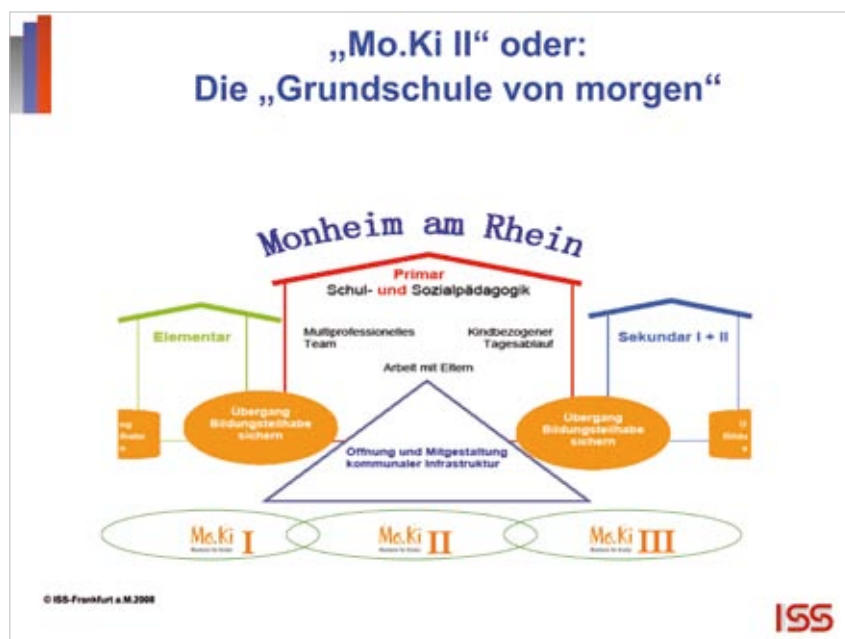 „Mo.Ki II“ oder:
Die „Grundschule von morgen“
Monheim am Rhein
Primar
Schul- und Sozialpädagogik
Elementar
Multiprofessionelles
Team
Kindbezogener
Tagesablauf
Sekundar I + II
Arbeit mit Eltern
Übergang
Bildungsteilhabe
sichern
Übergang
Bildungsteilhabe
sichern
Öffnung und Mitgestaltung
kommunaler Infrastruktur
Mo.Ki I
Mo.Ki II
Mo.Ki III
© ISS-Frankfurt a.M.2008
ISS